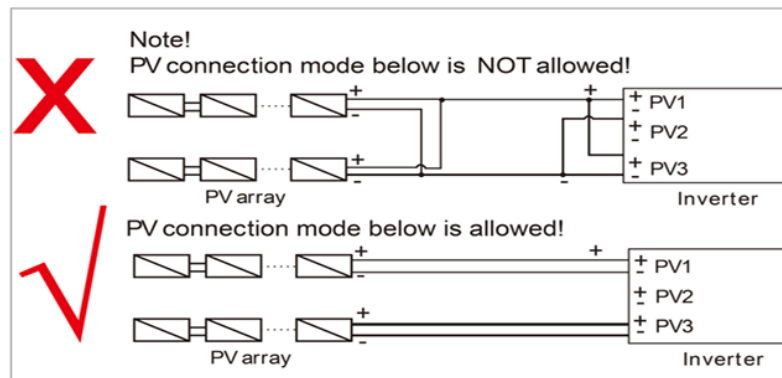 Note!
PV connection mode below is NOT allowed!
+ + + PV1
- -
+ PV2
-
+ + PV3
- - -
PV array
Inverter
PV connection mode below is allowed!
+ + + PV1
- -
+ PV2
-
+ + PV3
- -
PV array
Inverter